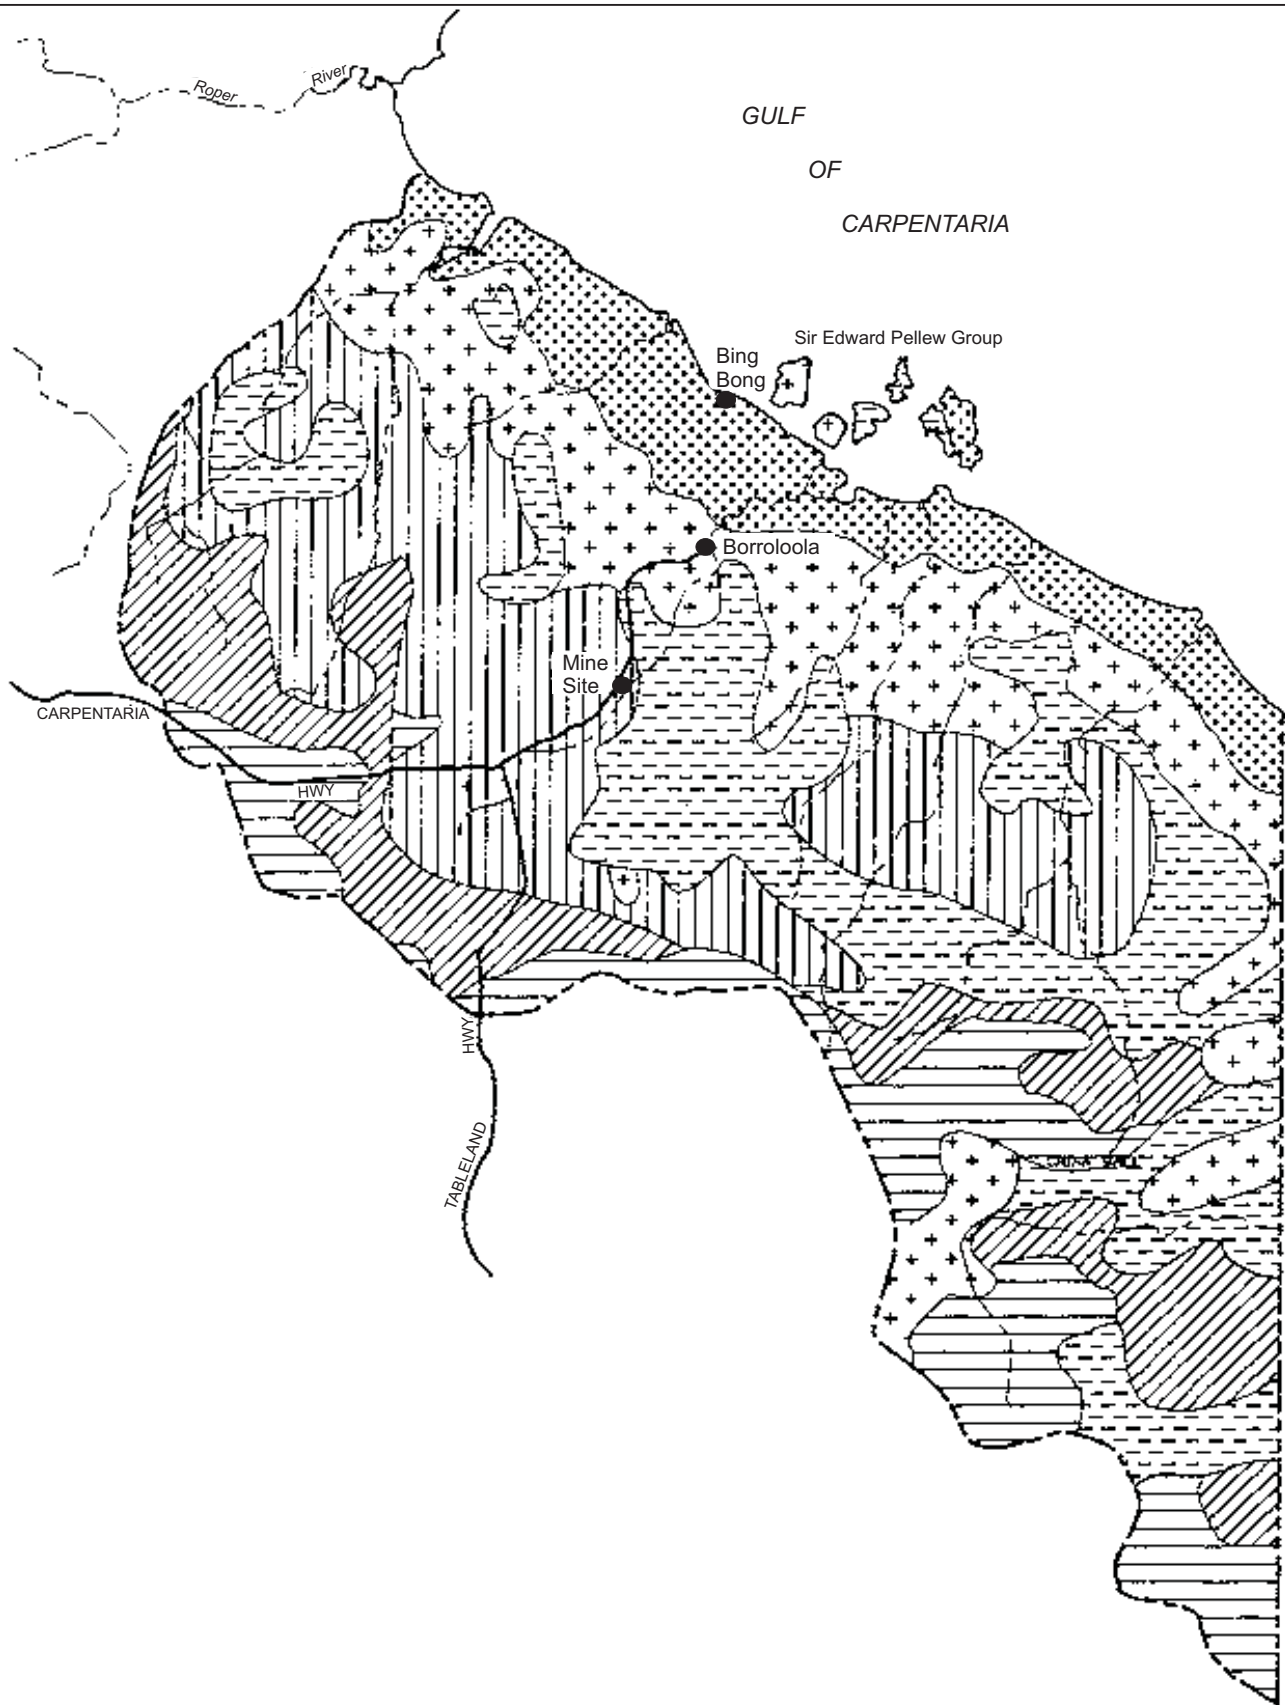 Roper
River
GULF
OF
CARPENTARIA
Sir Edward Pellew Group
Bing
Bong
Borroloola
Mine
Site
CARPENTARIA
HWY
HWY
TABLELAND